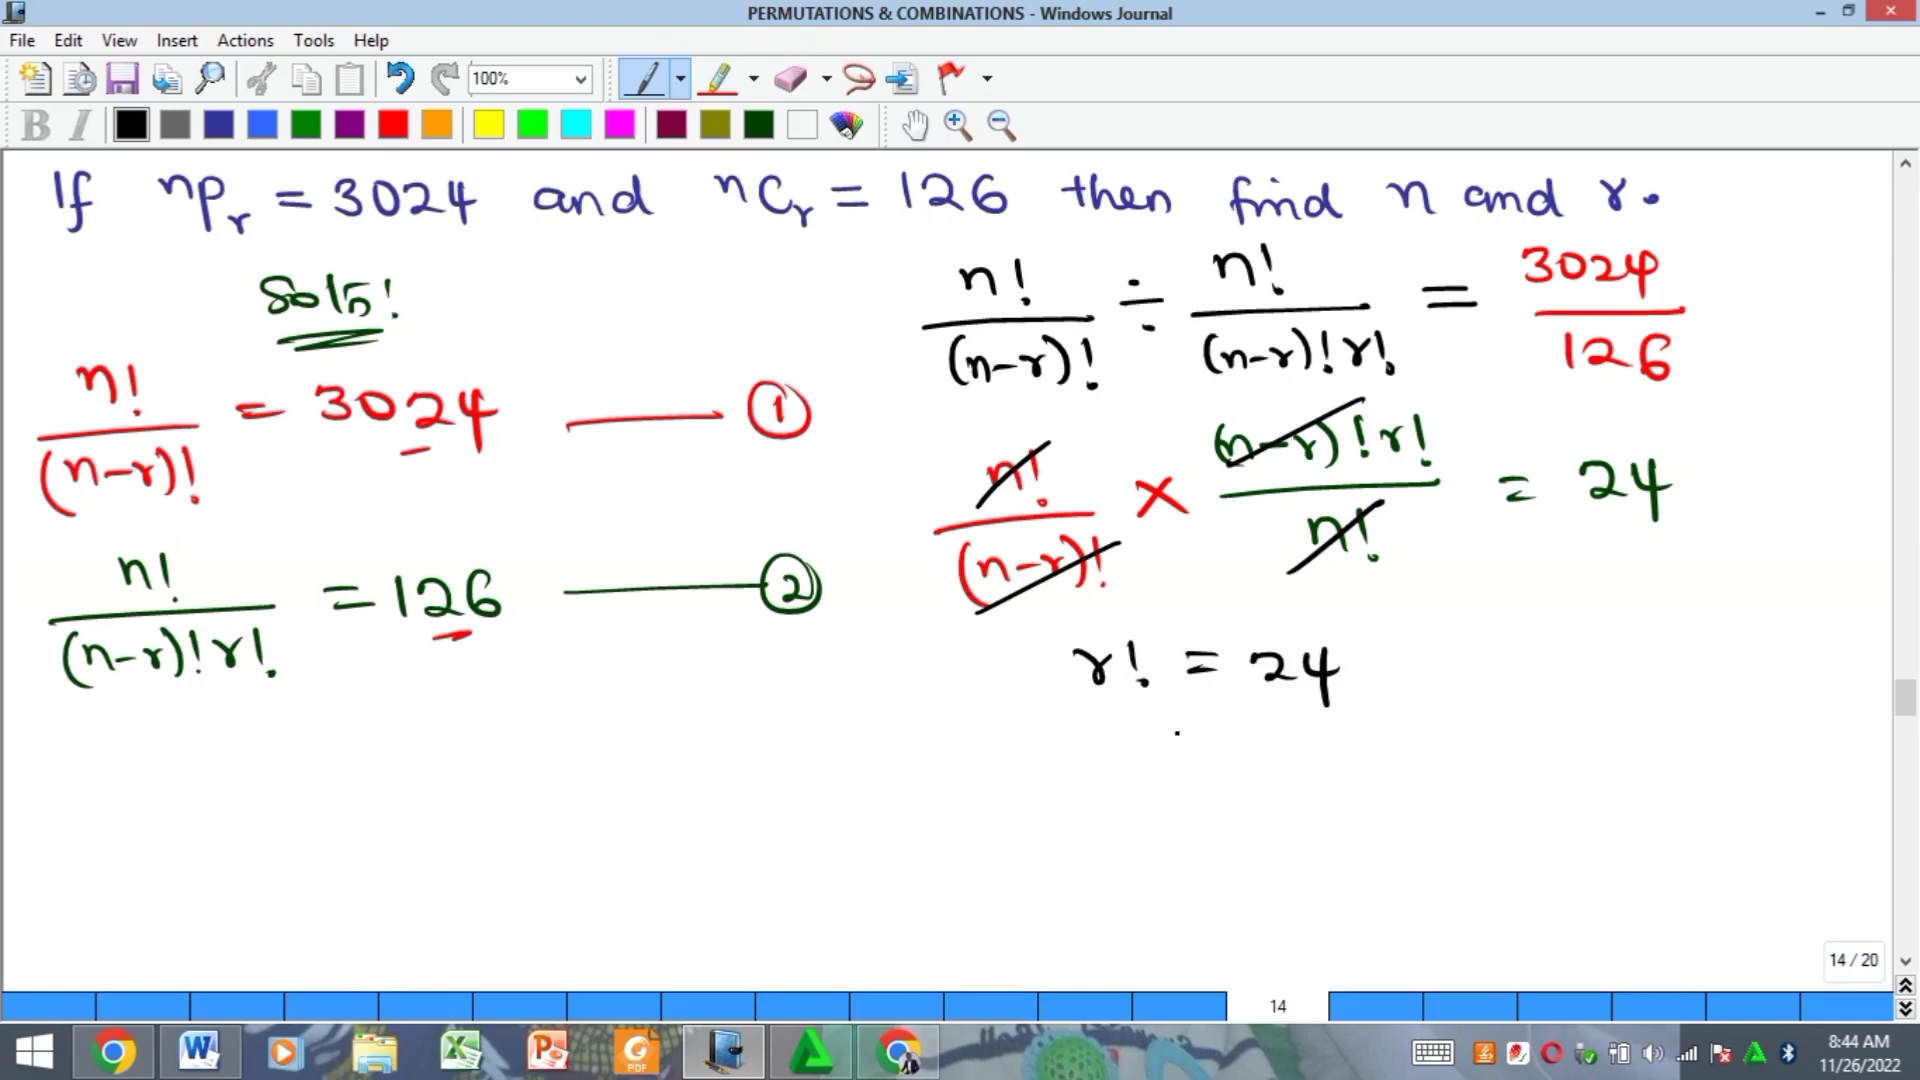 PERMUTATIONS & COMBINATIONS - Windows Journal
File Edit View Insert Actions Tools Help
100%
B I
If nPr = 3024 and nCr = 126 then find n and r.
Soln!
n!/(n-r)! = 3024 —— ①
n!/(n-r)!r! = 126 —— ②
n!/(n-r)! ÷ n!/(n-r)!r! = 3024/126
n!/(n-r)! × (n-r)!r!/n! = 24
r! = 24
14 / 20
14
PDF
8:44 AM
11/26/2022